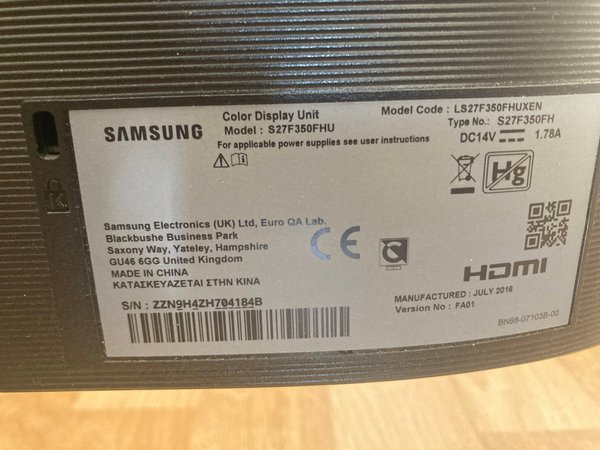 SAMSUNG
Color Display Unit
Model : S27F350FHU
For applicable power supplies see user instructions
Model Code : LS27F350FHUXEN
Type No.: S27F350FH
DC14V 1.78A
Hg
Samsung Electronics (UK) Ltd, Euro QA Lab.
Blackbushe Business Park
Saxony Way, Yateley, Hampshire
GU46 6GG United Kingdom
MADE IN CHINA
ΚΑΤΑΣΚΕΥΑΖΕΤΑΙ ΣΤΗΝ ΚΙΝΑ
CE
HDMI
S/N : ZZN9H4ZH704184B
MANUFACTURED : JULY 2016
Version No : FA01
BN68-07103B-00